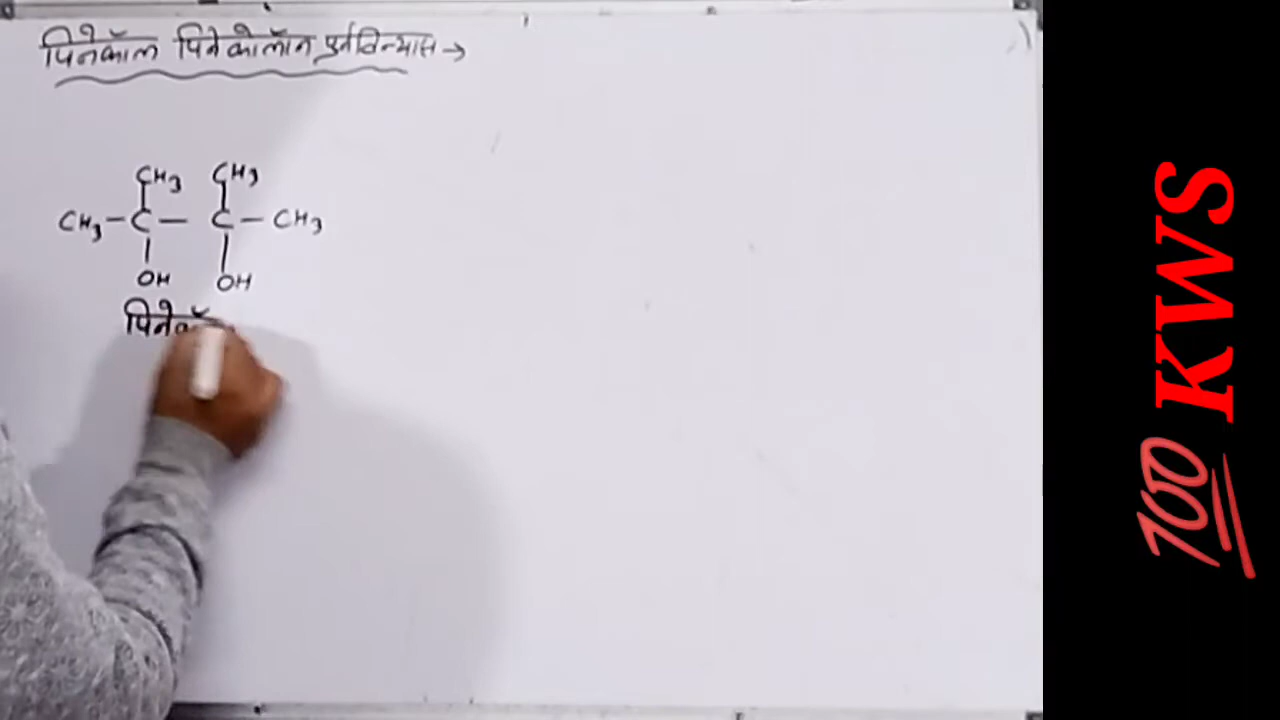 पिनेकॉल पिनेकोलॉन पुर्नविन्यास →
CH3 CH3
CH3-C-C-CH3
OH OH
पिनेकॉ
100 KWS